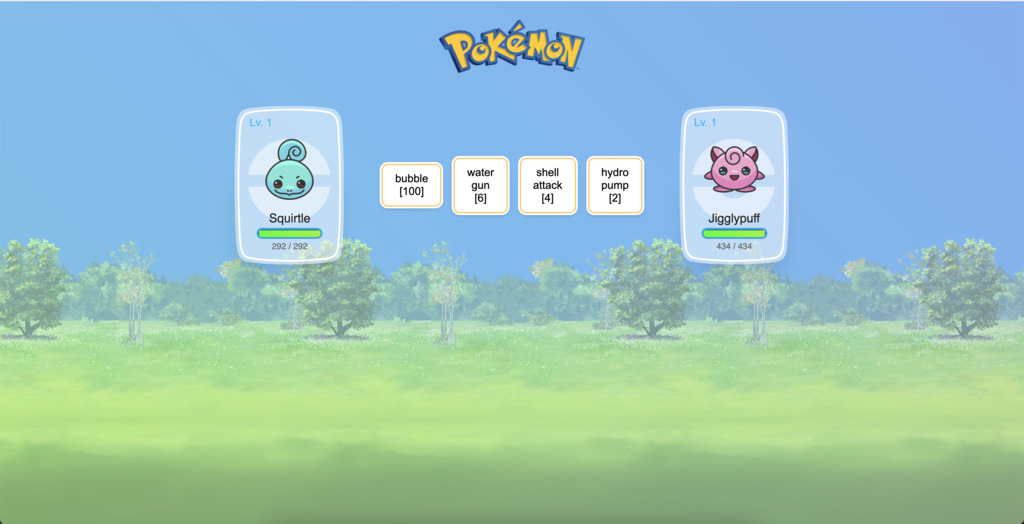 POKéMON
Lv. 1
Squirtle
292 / 292
bubble
[100]
water
gun
[6]
shell
attack
[4]
hydro
pump
[2]
Lv. 1
Jigglypuff
434 / 434